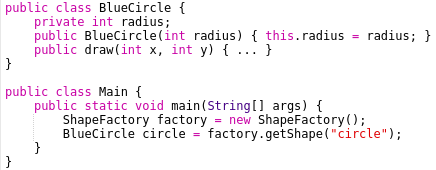 public class BlueCircle {
    private int radius;
    public BlueCircle(int radius) { this.radius = radius; }
    public draw(int x, int y) { ... }
}

public class Main {
    public static void main(String[] args) {
        ShapeFactory factory = new ShapeFactory();
        BlueCircle circle = factory.getShape("circle");
    }
}